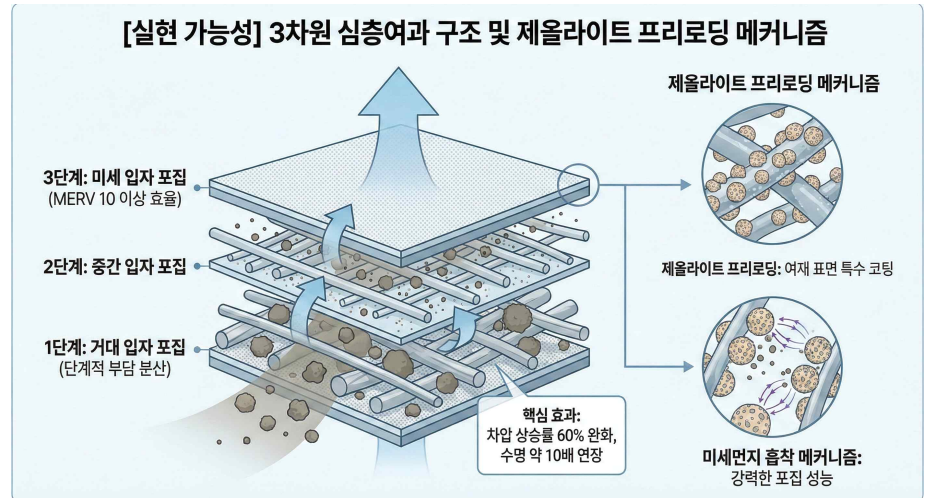 [실현 가능성] 3차원 심층여과 구조 및 제올라이트 프리로딩 메커니즘
제올라이트 프리로딩 메커니즘
3단계: 미세 입자 포집
(MERV 10 이상 효율)
제올라이트 프리로딩: 여재 표면 특수 코팅
2단계: 중간 입자 포집
1단계: 거대 입자 포집
(단계적 부담 분산)
핵심 효과:
차압 상승률 60% 완화,
수명 약 10배 연장
미세먼지 흡착 메커니즘:
강력한 포집 성능